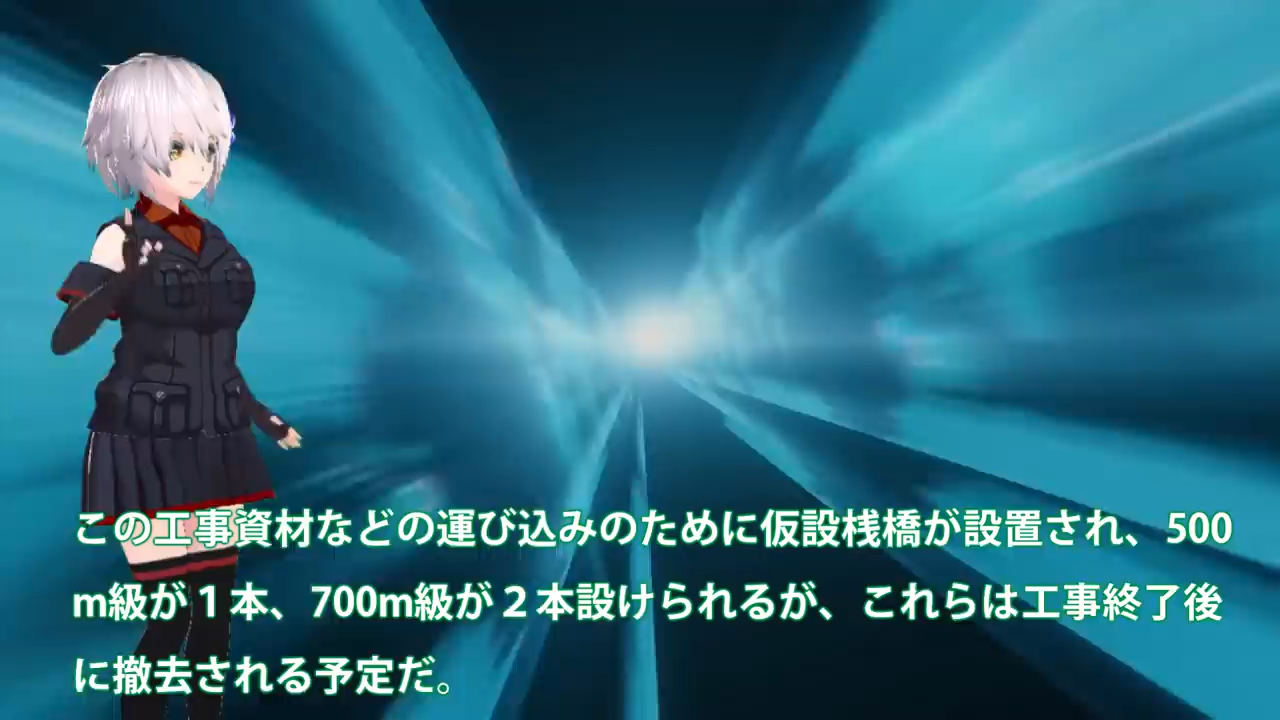 この工事資材などの運び込みのために仮設桟橋が設置され、500
m級が１本、700m級が２本設けられるが、これらは工事終了後
に撤去される予定だ。